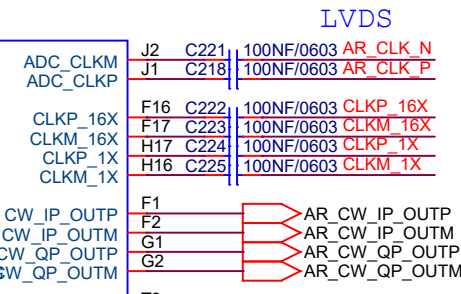 LVDS
ADC_CLKM J2 C221 100NF/0603 AR_CLK_N
ADC_CLKP J1 C218 100NF/0603 AR_CLK_P
CLKP_16X F16 C222 100NF/0603 CLKP_16X
CLKM_16X F17 C223 100NF/0603 CLKM_16X
CLKP_1X H17 C224 100NF/0603 CLKP_1X
CLKM_1X H16 C225 100NF/0603 CLKM_1X
CW_IP_OUTP F1 AR_CW_IP_OUTP
CW_IP_OUTM F2 AR_CW_IP_OUTM
CW_QP_OUTP G1 AR_CW_QP_OUTP
CW_QP_OUTM G2 AR_CW_QP_OUTM